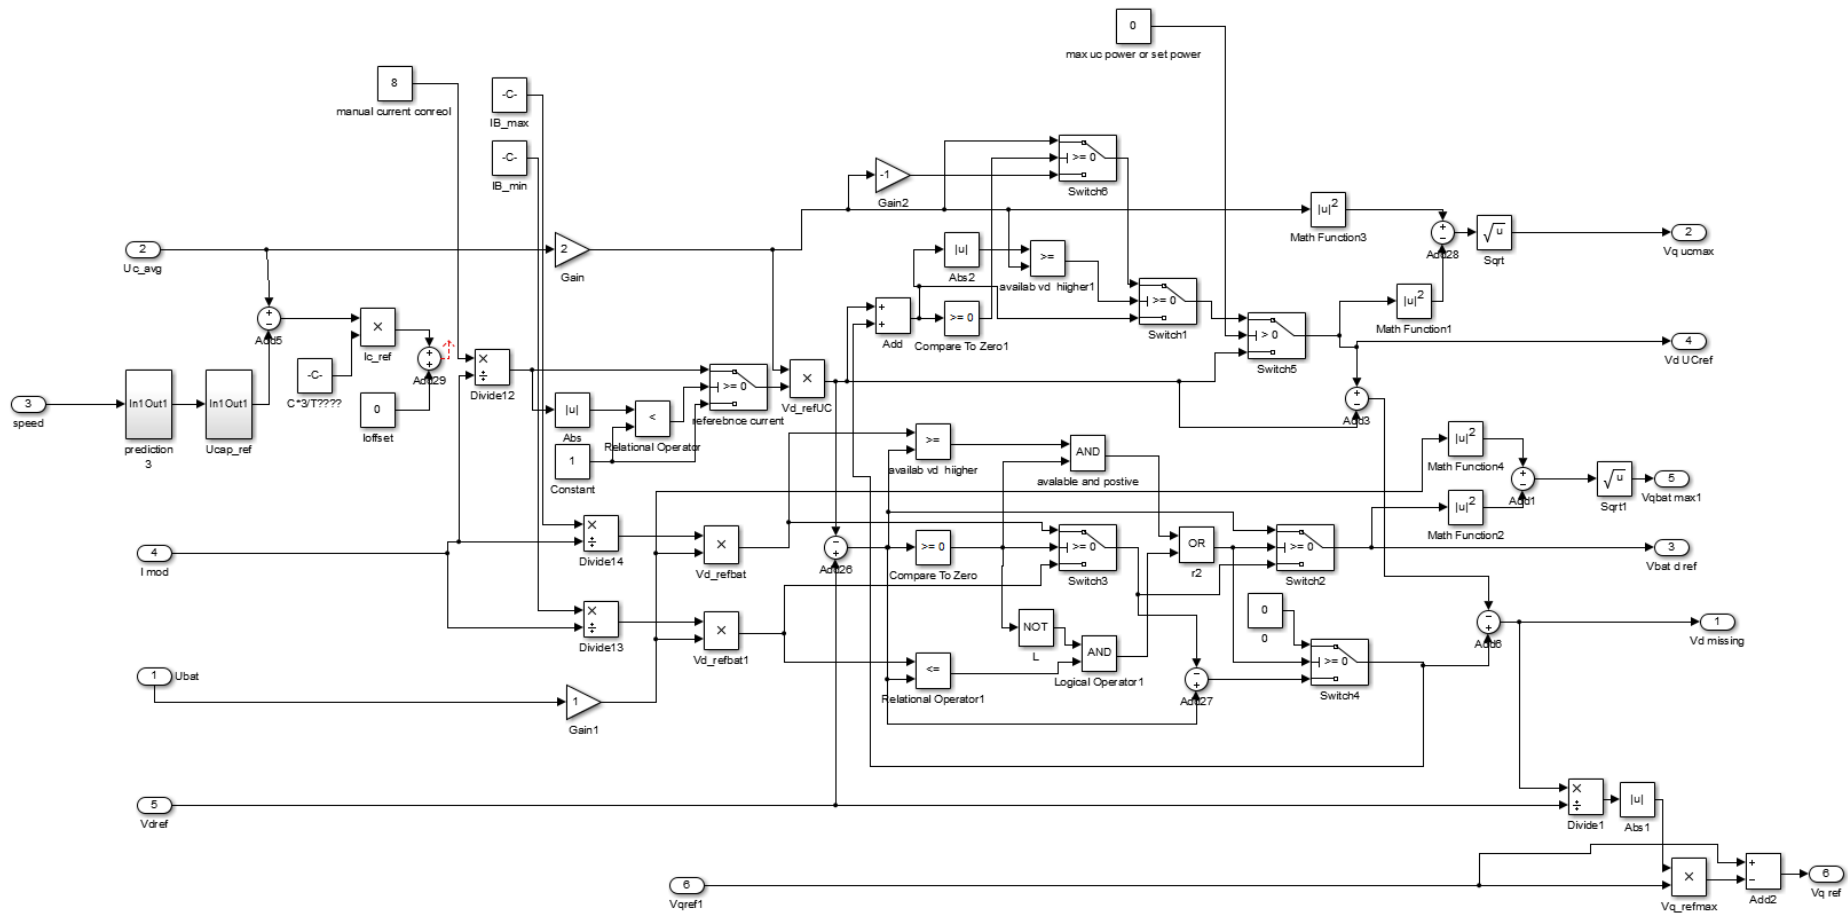 0
max uc power or set power
8
manual current conreol
-C-
IB_max
-C-
IB_min
>= 0
Switch6
-1
Gain2
|u|²
Math Function3
+
−
Add28
√u
Sqrt
2
Vq ucmax
2
Uc_avg
2
Gain
|u|
Abs2
>=
availab vd hiigher1
>= 0
Switch1
|u|²
Math Function1
+
−
Add5
×
Ic_ref
+
+
Add29
+
+
Add
>= 0
Compare To Zero1
> 0
Switch5
4
Vd UCref
-C-
C*3/T????
×
÷
Divide12
>= 0
referebnce current
×
Vd_refUC
+
−
Add3
3
speed
In1 Out1
prediction
3
In1 Out1
Ucap_ref
0
Ioffset
|u|
Abs
<
Relational Operator
1
Constant
>=
availab vd hiigher
AND
avalable and postive
|u|²
Math Function4
+
−
Add1
√u
Sqrt1
5
Vqbat max1
|u|²
Math Function2
4
I mod
×
÷
Divide14
×
Vd_refbat
−
+
Add26
>= 0
Compare To Zero
>= 0
Switch3
OR
r2
>= 0
Switch2
3
Vbat d ref
×
÷
Divide13
×
Vd_refbat1
NOT
L
AND
Logical Operator1
<=
Relational Operator1
0
0
>= 0
Switch4
−
+
Add27
−
+
Add6
1
Vd missing
1
Ubat
1
Gain1
5
Vdref
×
÷
Divide1
|u|
Abs1
6
Vqref1
×
Vq_refmax
+
−
Add2
6
Vq ref